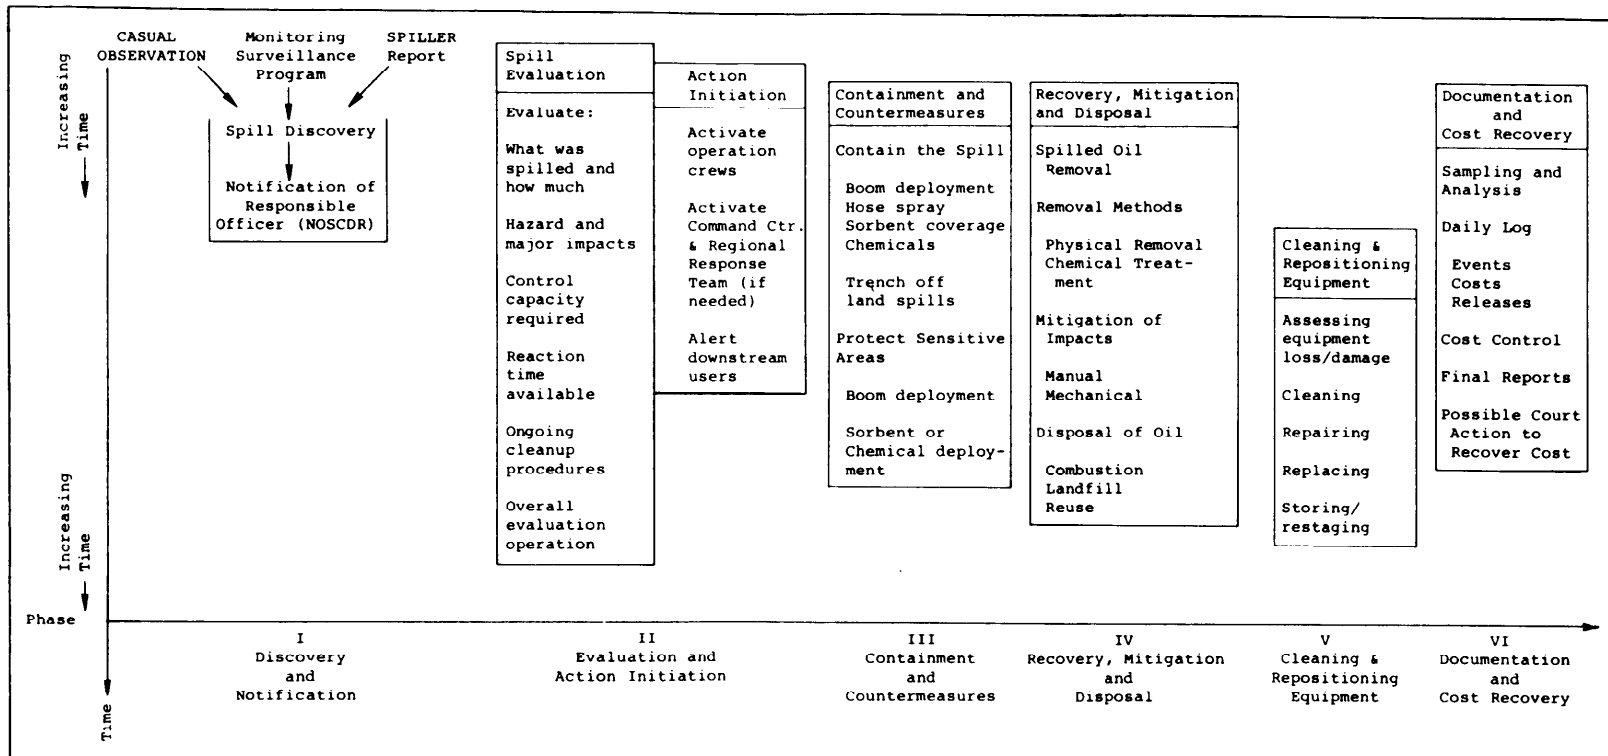 Increasing
Time
CASUAL
OBSERVATION
Monitoring
Surveillance
Program
SPILLER
Report
Spill Discovery
Notification of
Responsible
Officer (NOSCDR)
Spill
Evaluation
Evaluate:
What was
spilled and
how much
Hazard and
major impacts
Control
capacity
required
Reaction
time
available
Ongoing
cleanup
procedures
Overall
evaluation
operation
Action
Initiation
Activate
operation
crews
Activate
Command Ctr.
& Regional
Response
Team (if
needed)
Alert
downstream
users
Containment and
Countermeasures
Contain the Spill
Boom deployment
Hose spray
Sorbent coverage
Chemicals
Trench off
land spills
Protect Sensitive
Areas
Boom deployment
Sorbent or
Chemical deploy-
ment
Recovery, Mitigation
and Disposal
Spilled Oil
Removal
Removal Methods
Physical Removal
Chemical Treat-
ment
Mitigation of
Impacts
Manual
Mechanical
Disposal of Oil
Combustion
Landfill
Reuse
Cleaning &
Repositioning
Equipment
Assessing
equipment
loss/damage
Cleaning
Repairing
Replacing
Storing/
restaging
Documentation
and
Cost Recovery
Sampling and
Analysis
Daily Log
Events
Costs
Releases
Cost Control
Final Reports
Possible Court
Action to
Recover Cost
Increasing
Time
Phase
I
Discovery
and
Notification
II
Evaluation and
Action Initiation
III
Containment
and
Countermeasures
IV
Recovery, Mitigation
and
Disposal
V
Cleaning &
Repositioning
Equipment
VI
Documentation
and
Cost Recovery
Time